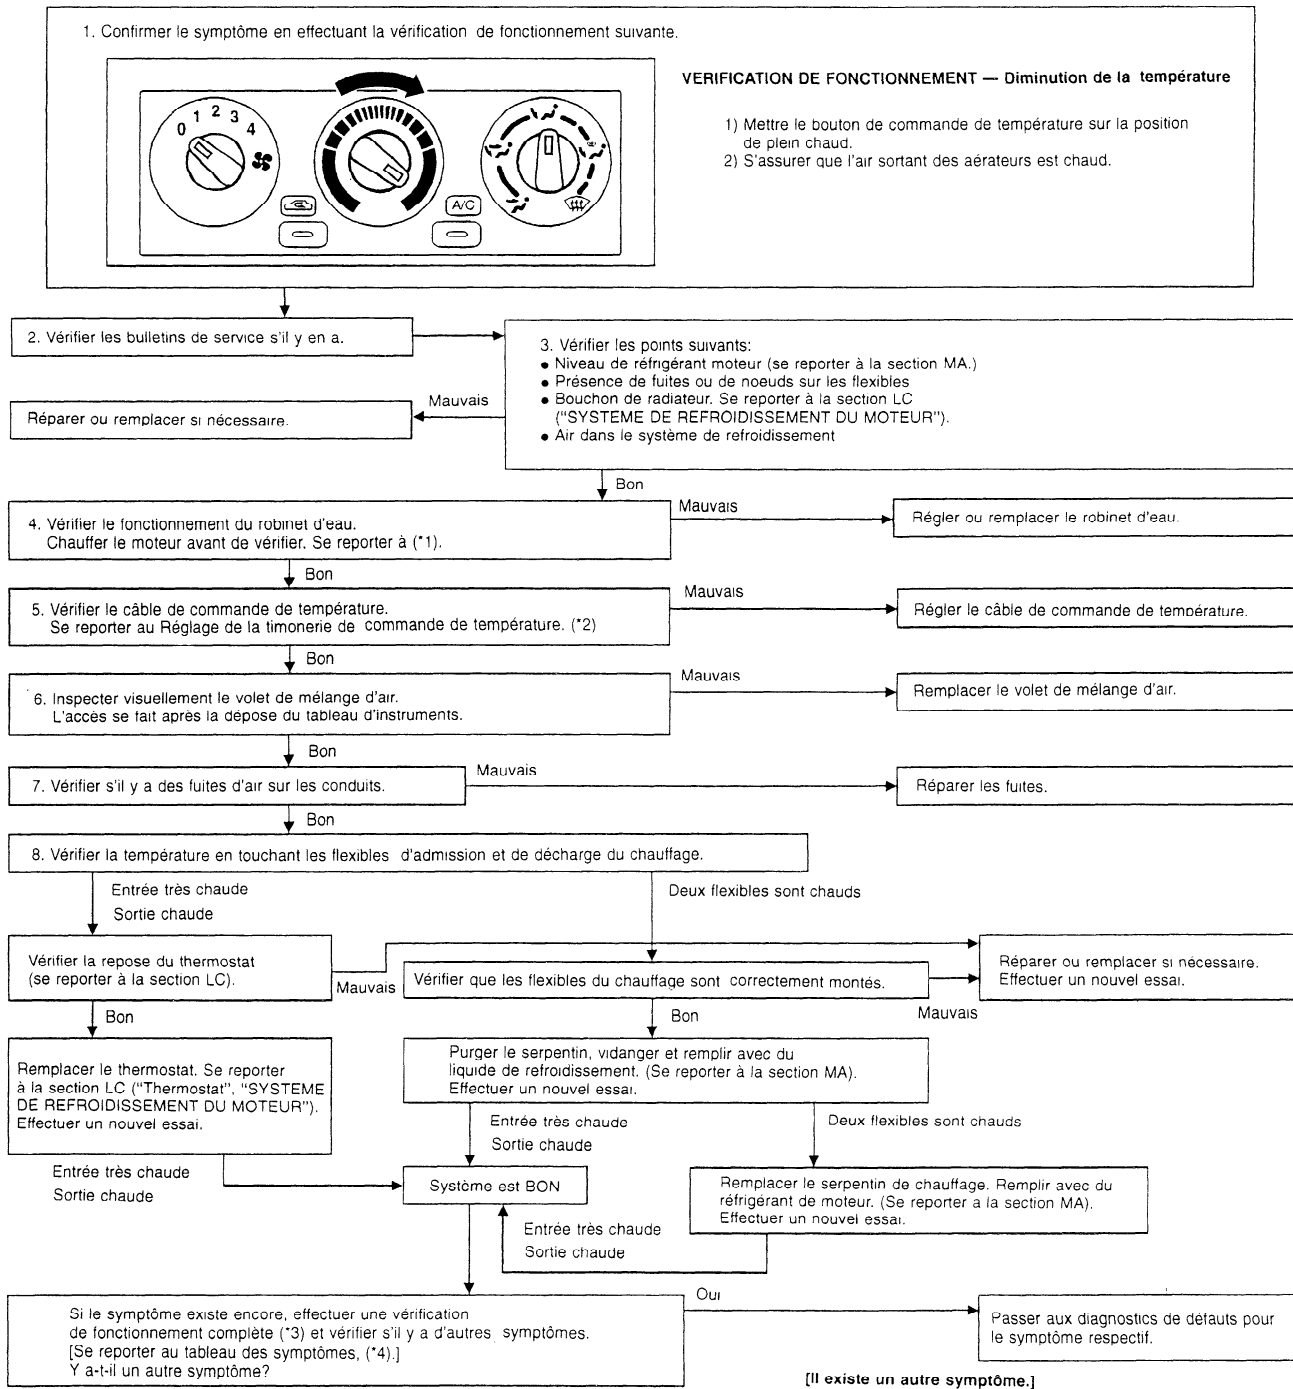 1. Confirmer le symptôme en effectuant la vérification de fonctionnement suivante.
0 1 2 3 4
A/C
VERIFICATION DE FONCTIONNEMENT — Diminution de la température
1) Mettre le bouton de commande de température sur la position
de plein chaud.
2) S'assurer que l'air sortant des aérateurs est chaud.
2. Vérifier les bulletins de service s'il y en a.
3. Vérifier les points suivants:
● Niveau de réfrigérant moteur (se reporter à la section MA.)
● Présence de fuites ou de noeuds sur les flexibles
● Bouchon de radiateur. Se reporter à la section LC
("SYSTEME DE REFROIDISSEMENT DU MOTEUR").
● Air dans le système de refroidissement
Mauvais
Réparer ou remplacer si nécessaire.
Bon
4. Vérifier le fonctionnement du robinet d'eau.
Chauffer le moteur avant de vérifier. Se reporter à (*1).
Mauvais
Régler ou remplacer le robinet d'eau.
Bon
5. Vérifier le câble de commande de température.
Se reporter au Réglage de la timonerie de commande de température. (*2)
Mauvais
Régler le câble de commande de température.
Bon
6. Inspecter visuellement le volet de mélange d'air.
L'accès se fait après la dépose du tableau d'instruments.
Mauvais
Remplacer le volet de mélange d'air.
Bon
7. Vérifier s'il y a des fuites d'air sur les conduits.
Mauvais
Réparer les fuites.
Bon
8. Vérifier la température en touchant les flexibles d'admission et de décharge du chauffage.
Entrée très chaude
Sortie chaude
Deux flexibles sont chauds
Vérifier la repose du thermostat
(se reporter à la section LC).
Mauvais
Vérifier que les flexibles du chauffage sont correctement montés.
Mauvais
Réparer ou remplacer si nécessaire.
Effectuer un nouvel essai.
Bon
Bon
Remplacer le thermostat. Se reporter
à la section LC ("Thermostat", "SYSTEME
DE REFROIDISSEMENT DU MOTEUR").
Effectuer un nouvel essai.
Purger le serpentin, vidanger et remplir avec du
liquide de refroidissement. (Se reporter à la section MA).
Effectuer un nouvel essai.
Entrée très chaude
Sortie chaude
Deux flexibles sont chauds
Entrée très chaude
Sortie chaude
Système est BON
Remplacer le serpentin de chauffage. Remplir avec du
réfrigérant de moteur. (Se reporter a la section MA).
Effectuer un nouvel essai.
Entrée très chaude
Sortie chaude
Si le symptôme existe encore, effectuer une vérification
de fonctionnement complète (*3) et vérifier s'il y a d'autres symptômes.
[Se reporter au tableau des symptômes, (*4).]
Y a-t-il un autre symptôme?
Oui
Passer aux diagnostics de défauts pour
le symptôme respectif.
[Il existe un autre symptôme.]